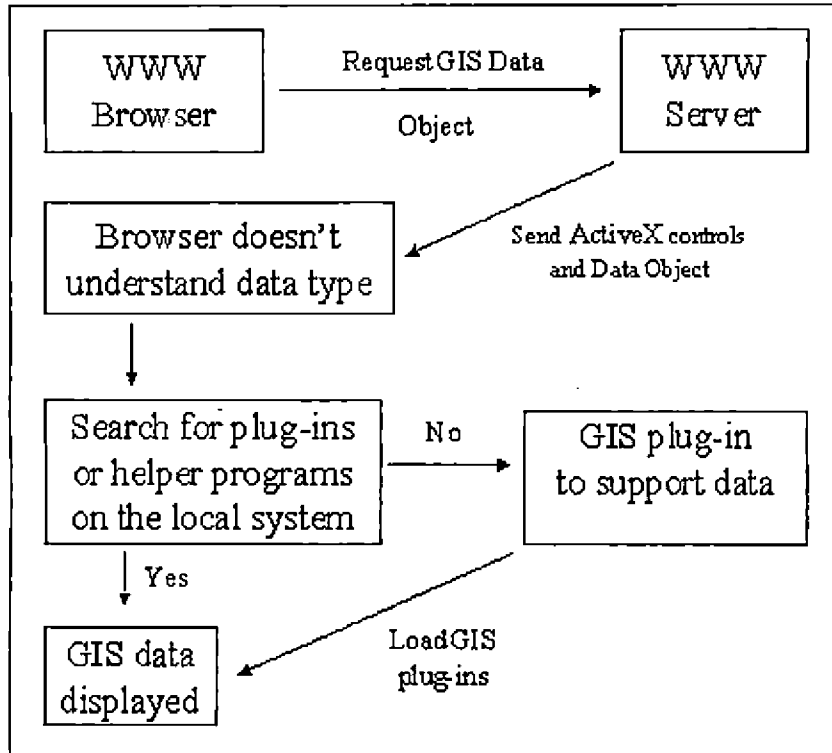 WWW
Browser
RequestGIS Data
Object
WWW
Server
Browser doesn't
understand data type
Send ActiveX controls
and Data Object
Search for plug-ins
or helper programs
on the local system
No
GIS plug-in
to support data
Yes
GIS data
displayed
LoadGIS
plug-ins